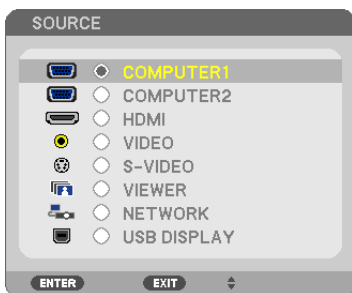 SOURCE
COMPUTER1
COMPUTER2
HDMI
VIDEO
S-VIDEO
VIEWER
NETWORK
USB DISPLAY
ENTER EXIT